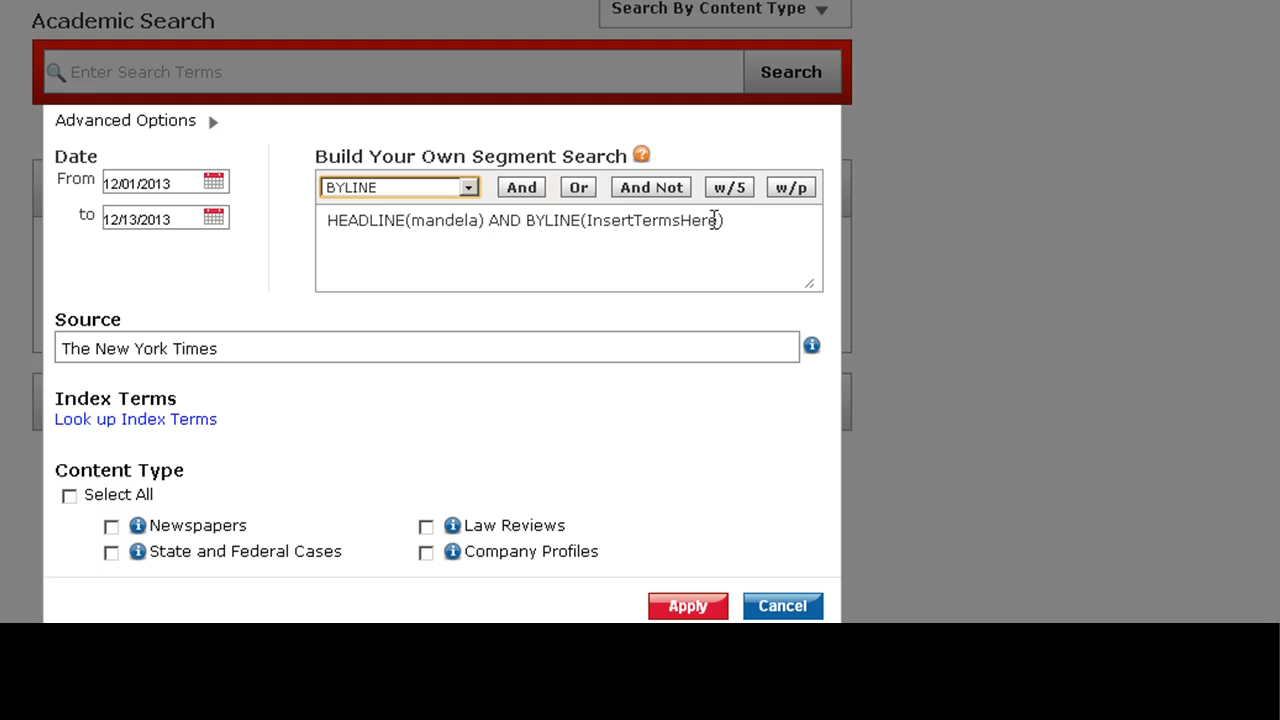 Search By Content Type
Academic Search
Enter Search Terms
Search
Advanced Options
Date
From 12/01/2013
to 12/13/2013
Build Your Own Segment Search
BYLINE And Or And Not w/5 w/p
HEADLINE(mandela) AND BYLINE(InsertTermsHere)
Source
The New York Times
Index Terms
Look up Index Terms
Content Type
Select All
Newspapers Law Reviews
State and Federal Cases Company Profiles
Apply Cancel